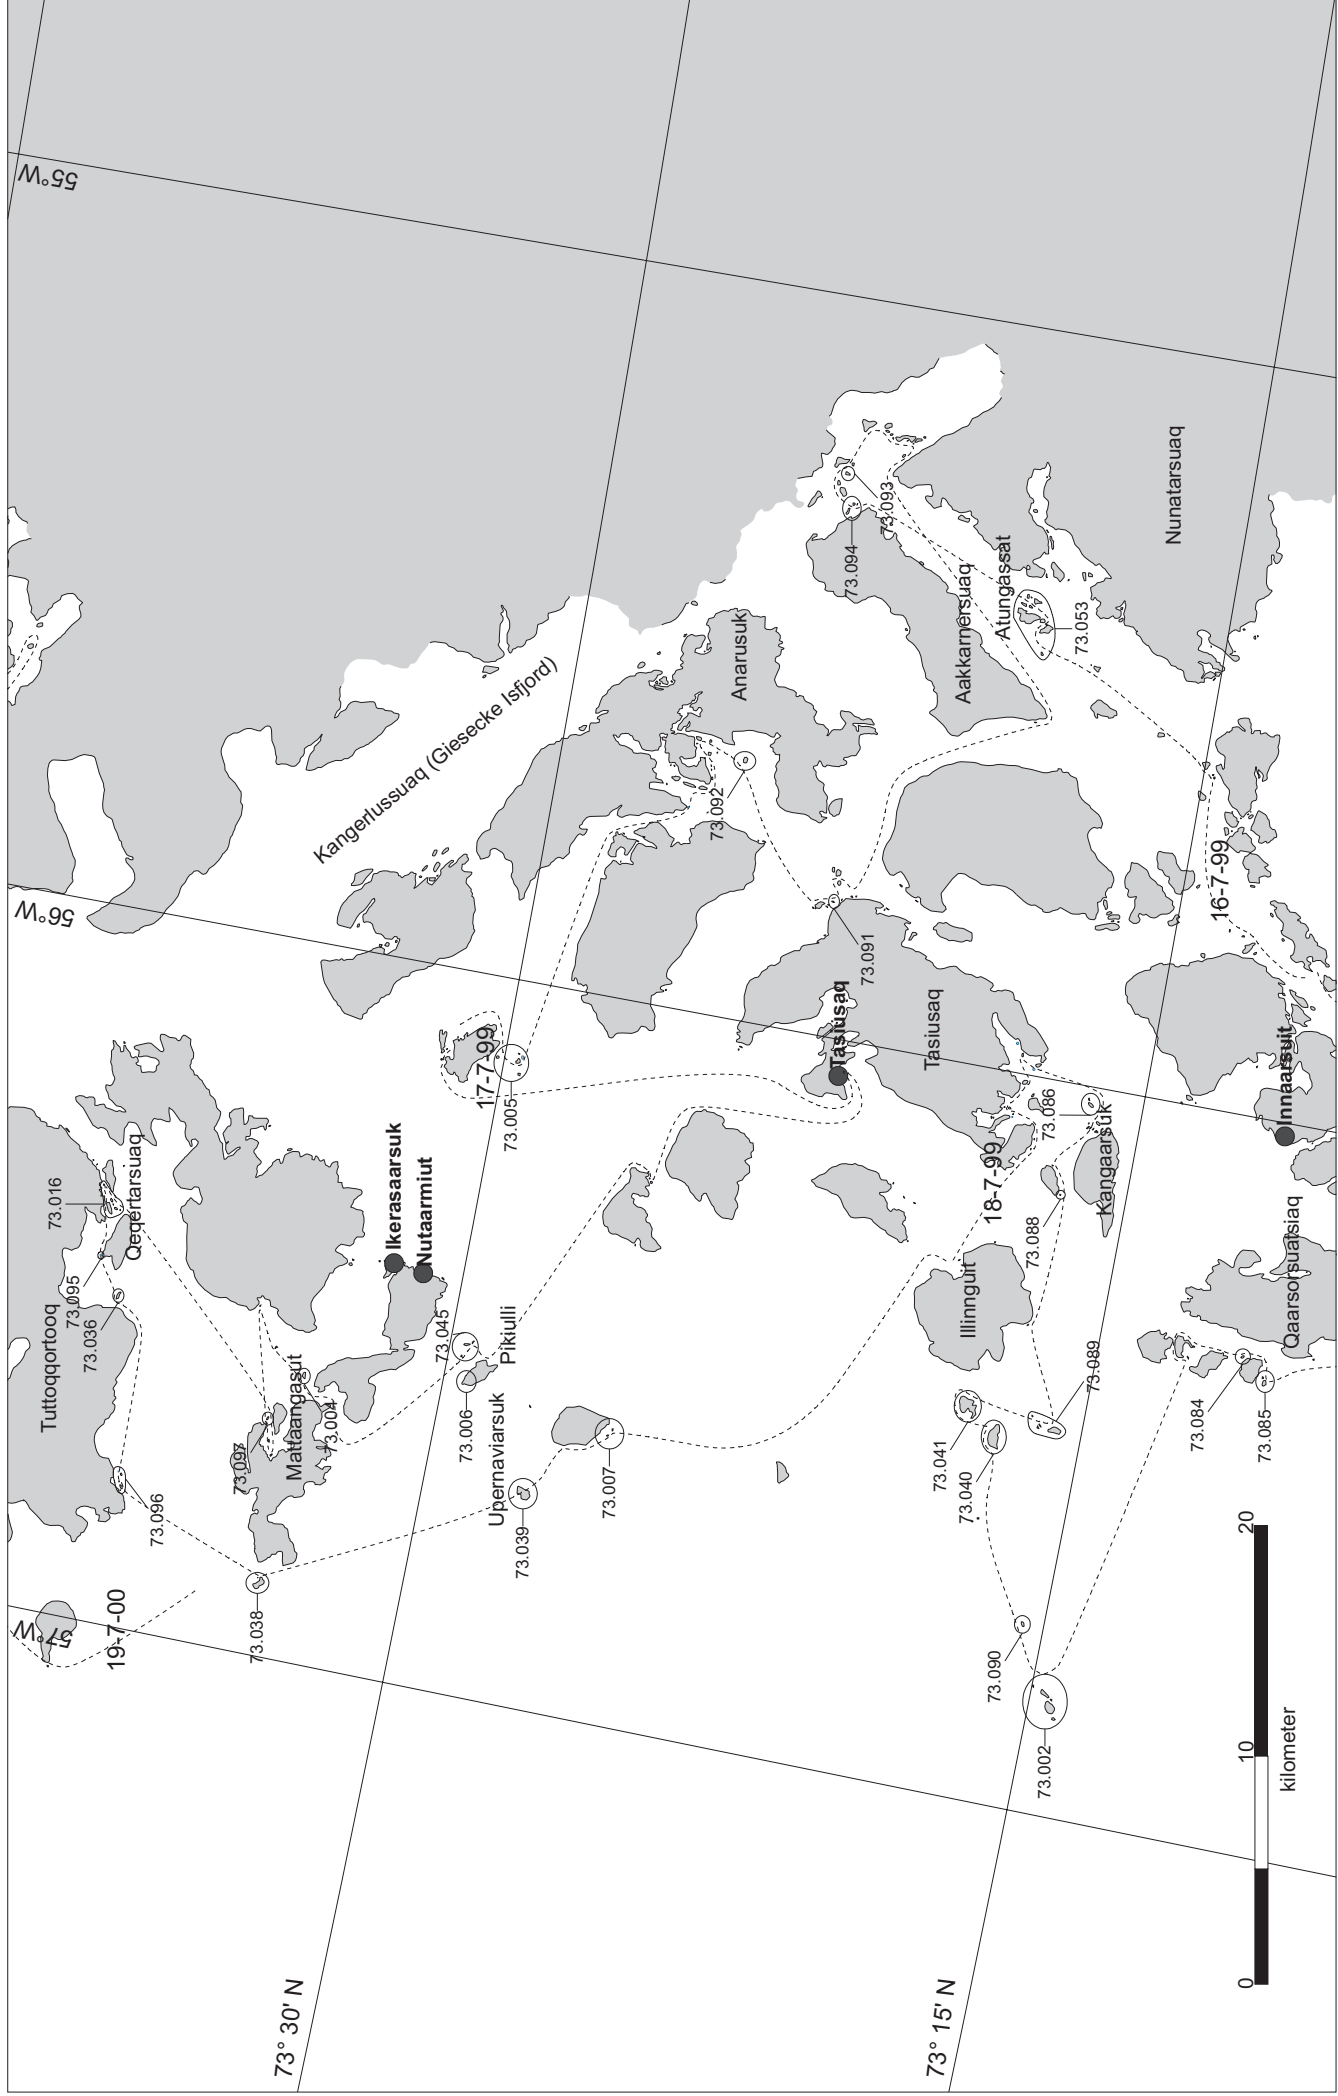 55°W
56°W
57°W
73° 30' N
73° 15' N
Kangerlussuaq (Giesecke Isfjord)
Nunatarsuaq
Anarusuk
Aakkarnersuaq
Atungassat
73.093
73.094
73.053
73.092
73.091
16-7-99
Tasiusaq
Tasiusaq
17-7-99
73.005
18-7-99
73.086
Kangaarsuk
73.088
Innaarsuit
Qaarsorsuatsiaq
Illinnguit
73.089
73.084
73.085
73.041
73.040
73.090
73.002
Tuttoqqortooq
73.016
Qeqertarsuaq
73.095
73.036
Ikerasaarsuk
Nutaarmiut
73.045
Pikiulli
73.006
Upernaviarsuk
73.007
73.039
Mattaangasut
73.004
73.097
73.096
73.038
19-7-00
0
10
20
kilometer